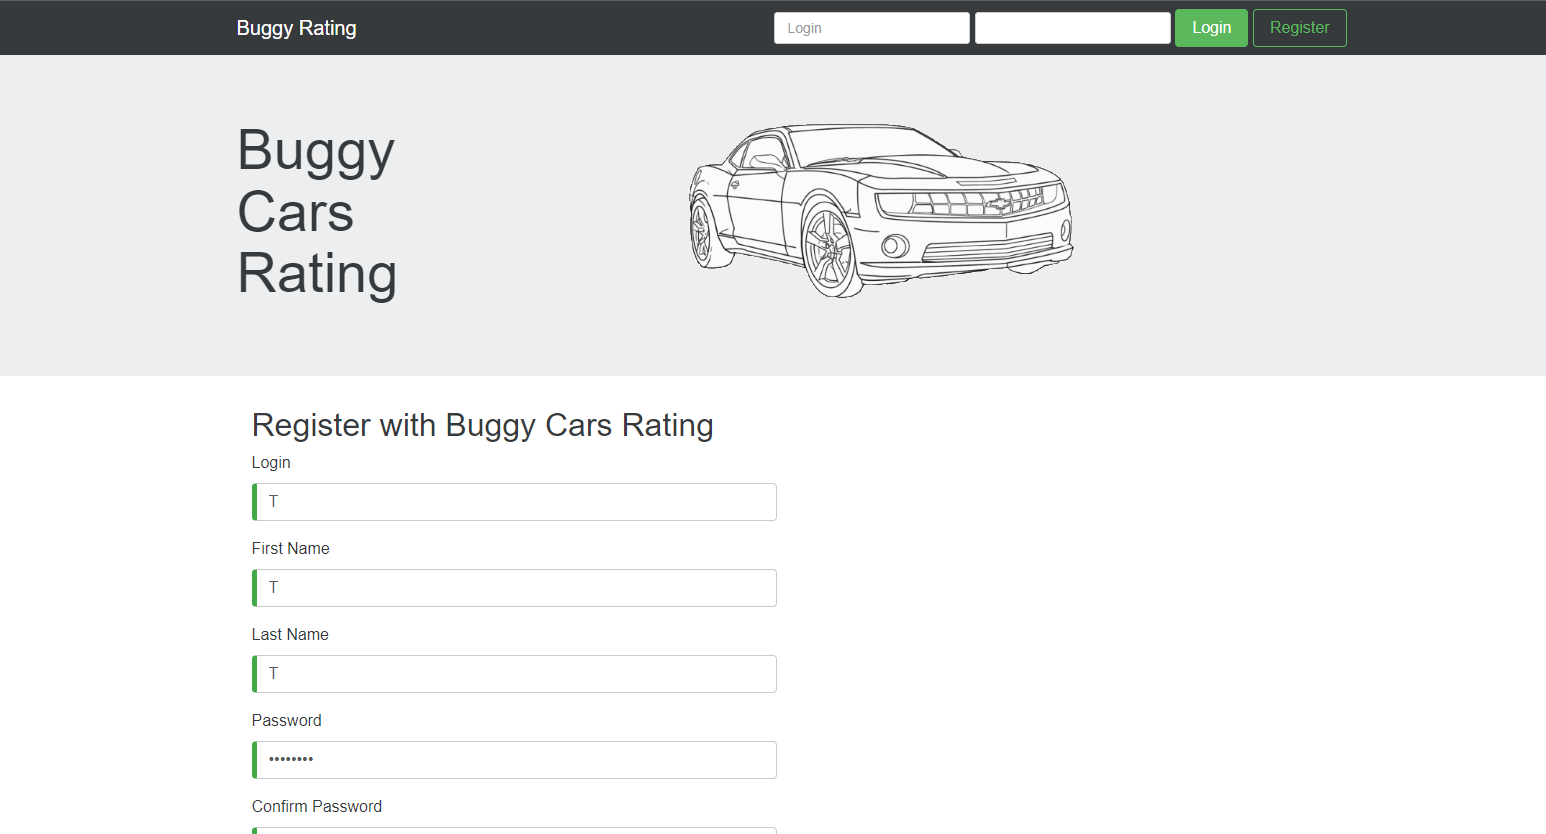 Buggy Rating
Login
Login
Register
Buggy
Cars
Rating
Register with Buggy Cars Rating
Login
T
First Name
T
Last Name
T
Password
••••••••
Confirm Password